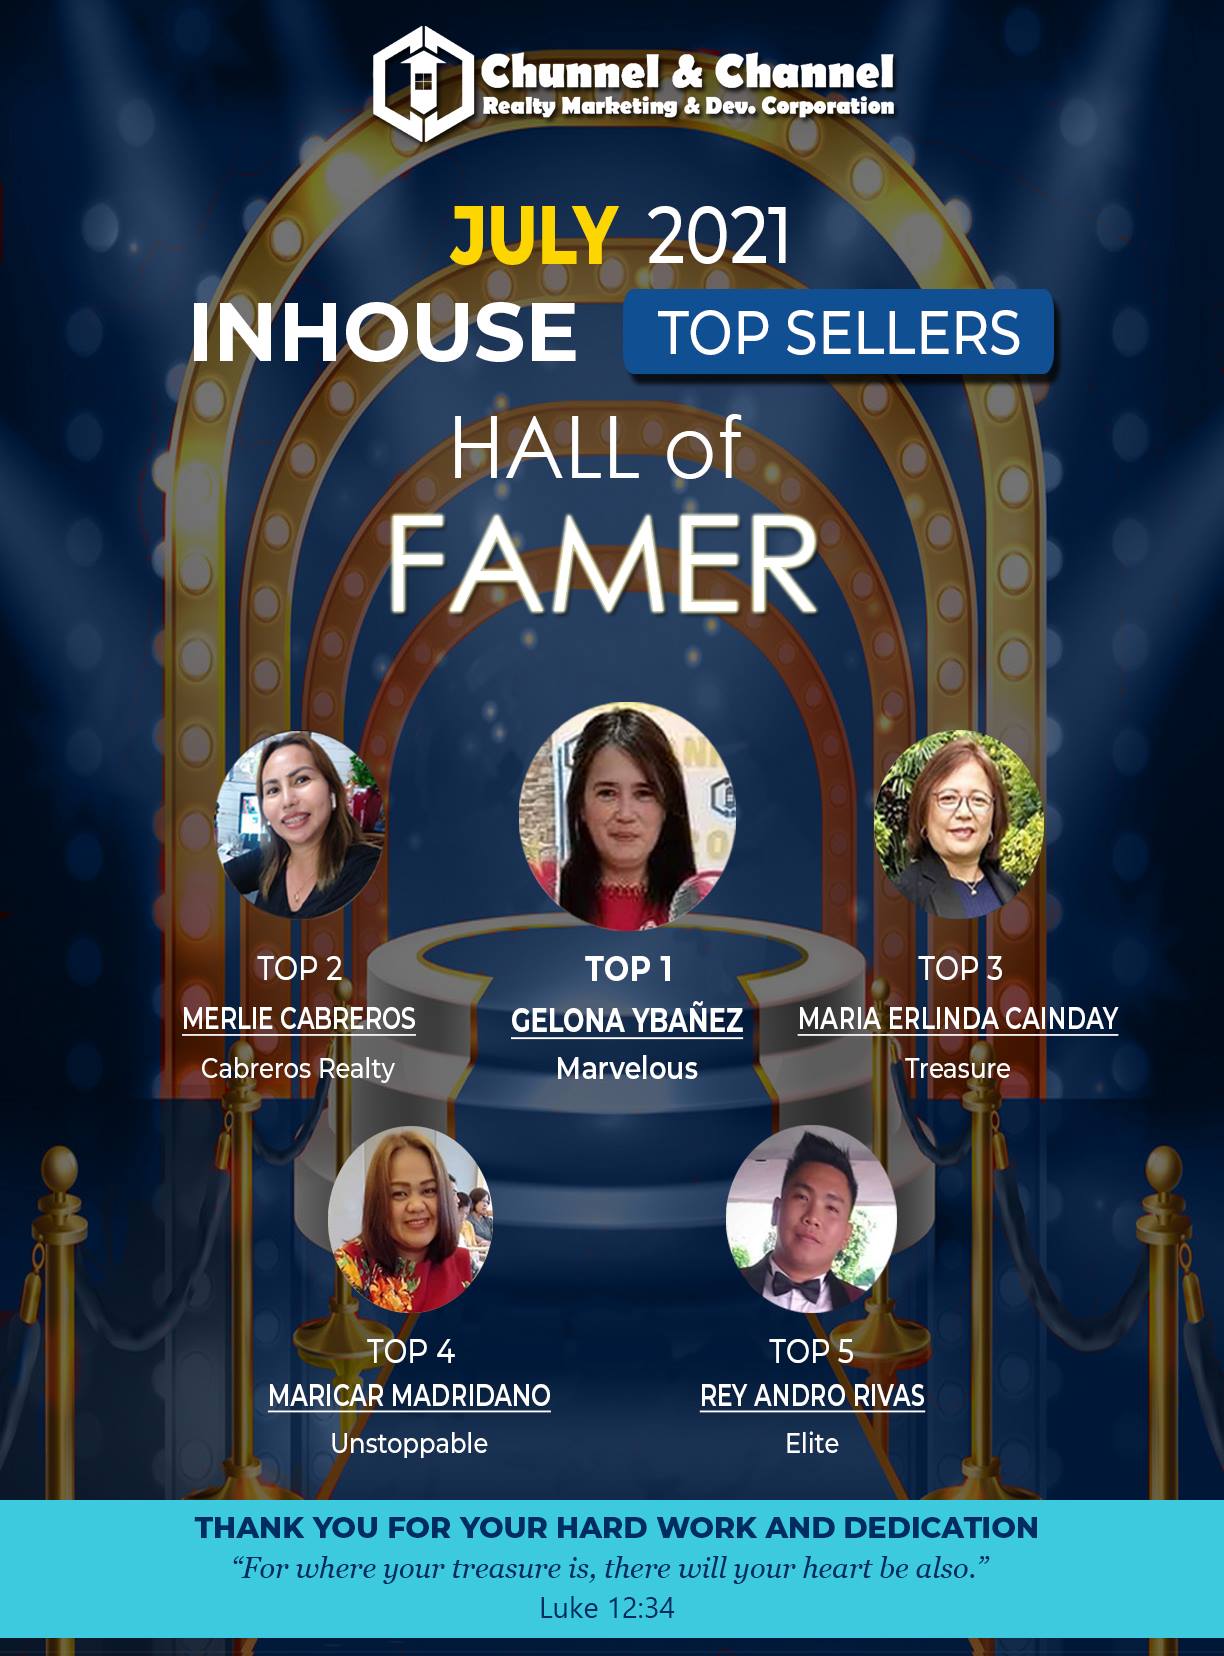 Chunnel & Channel
Realty Marketing & Dev. Corporation
JULY 2021
INHOUSE TOP SELLERS
HALL of
FAMER
TOP 2
MERLIE CABREROS
Cabreros Realty
TOP 1
GELONA YBAÑEZ
Marvelous
TOP 3
MARIA ERLINDA CAINDAY
Treasure
TOP 4
MARICAR MADRIDANO
Unstoppable
TOP 5
REY ANDRO RIVAS
Elite
THANK YOU FOR YOUR HARD WORK AND DEDICATION
“For where your treasure is, there will your heart be also.”
Luke 12:34